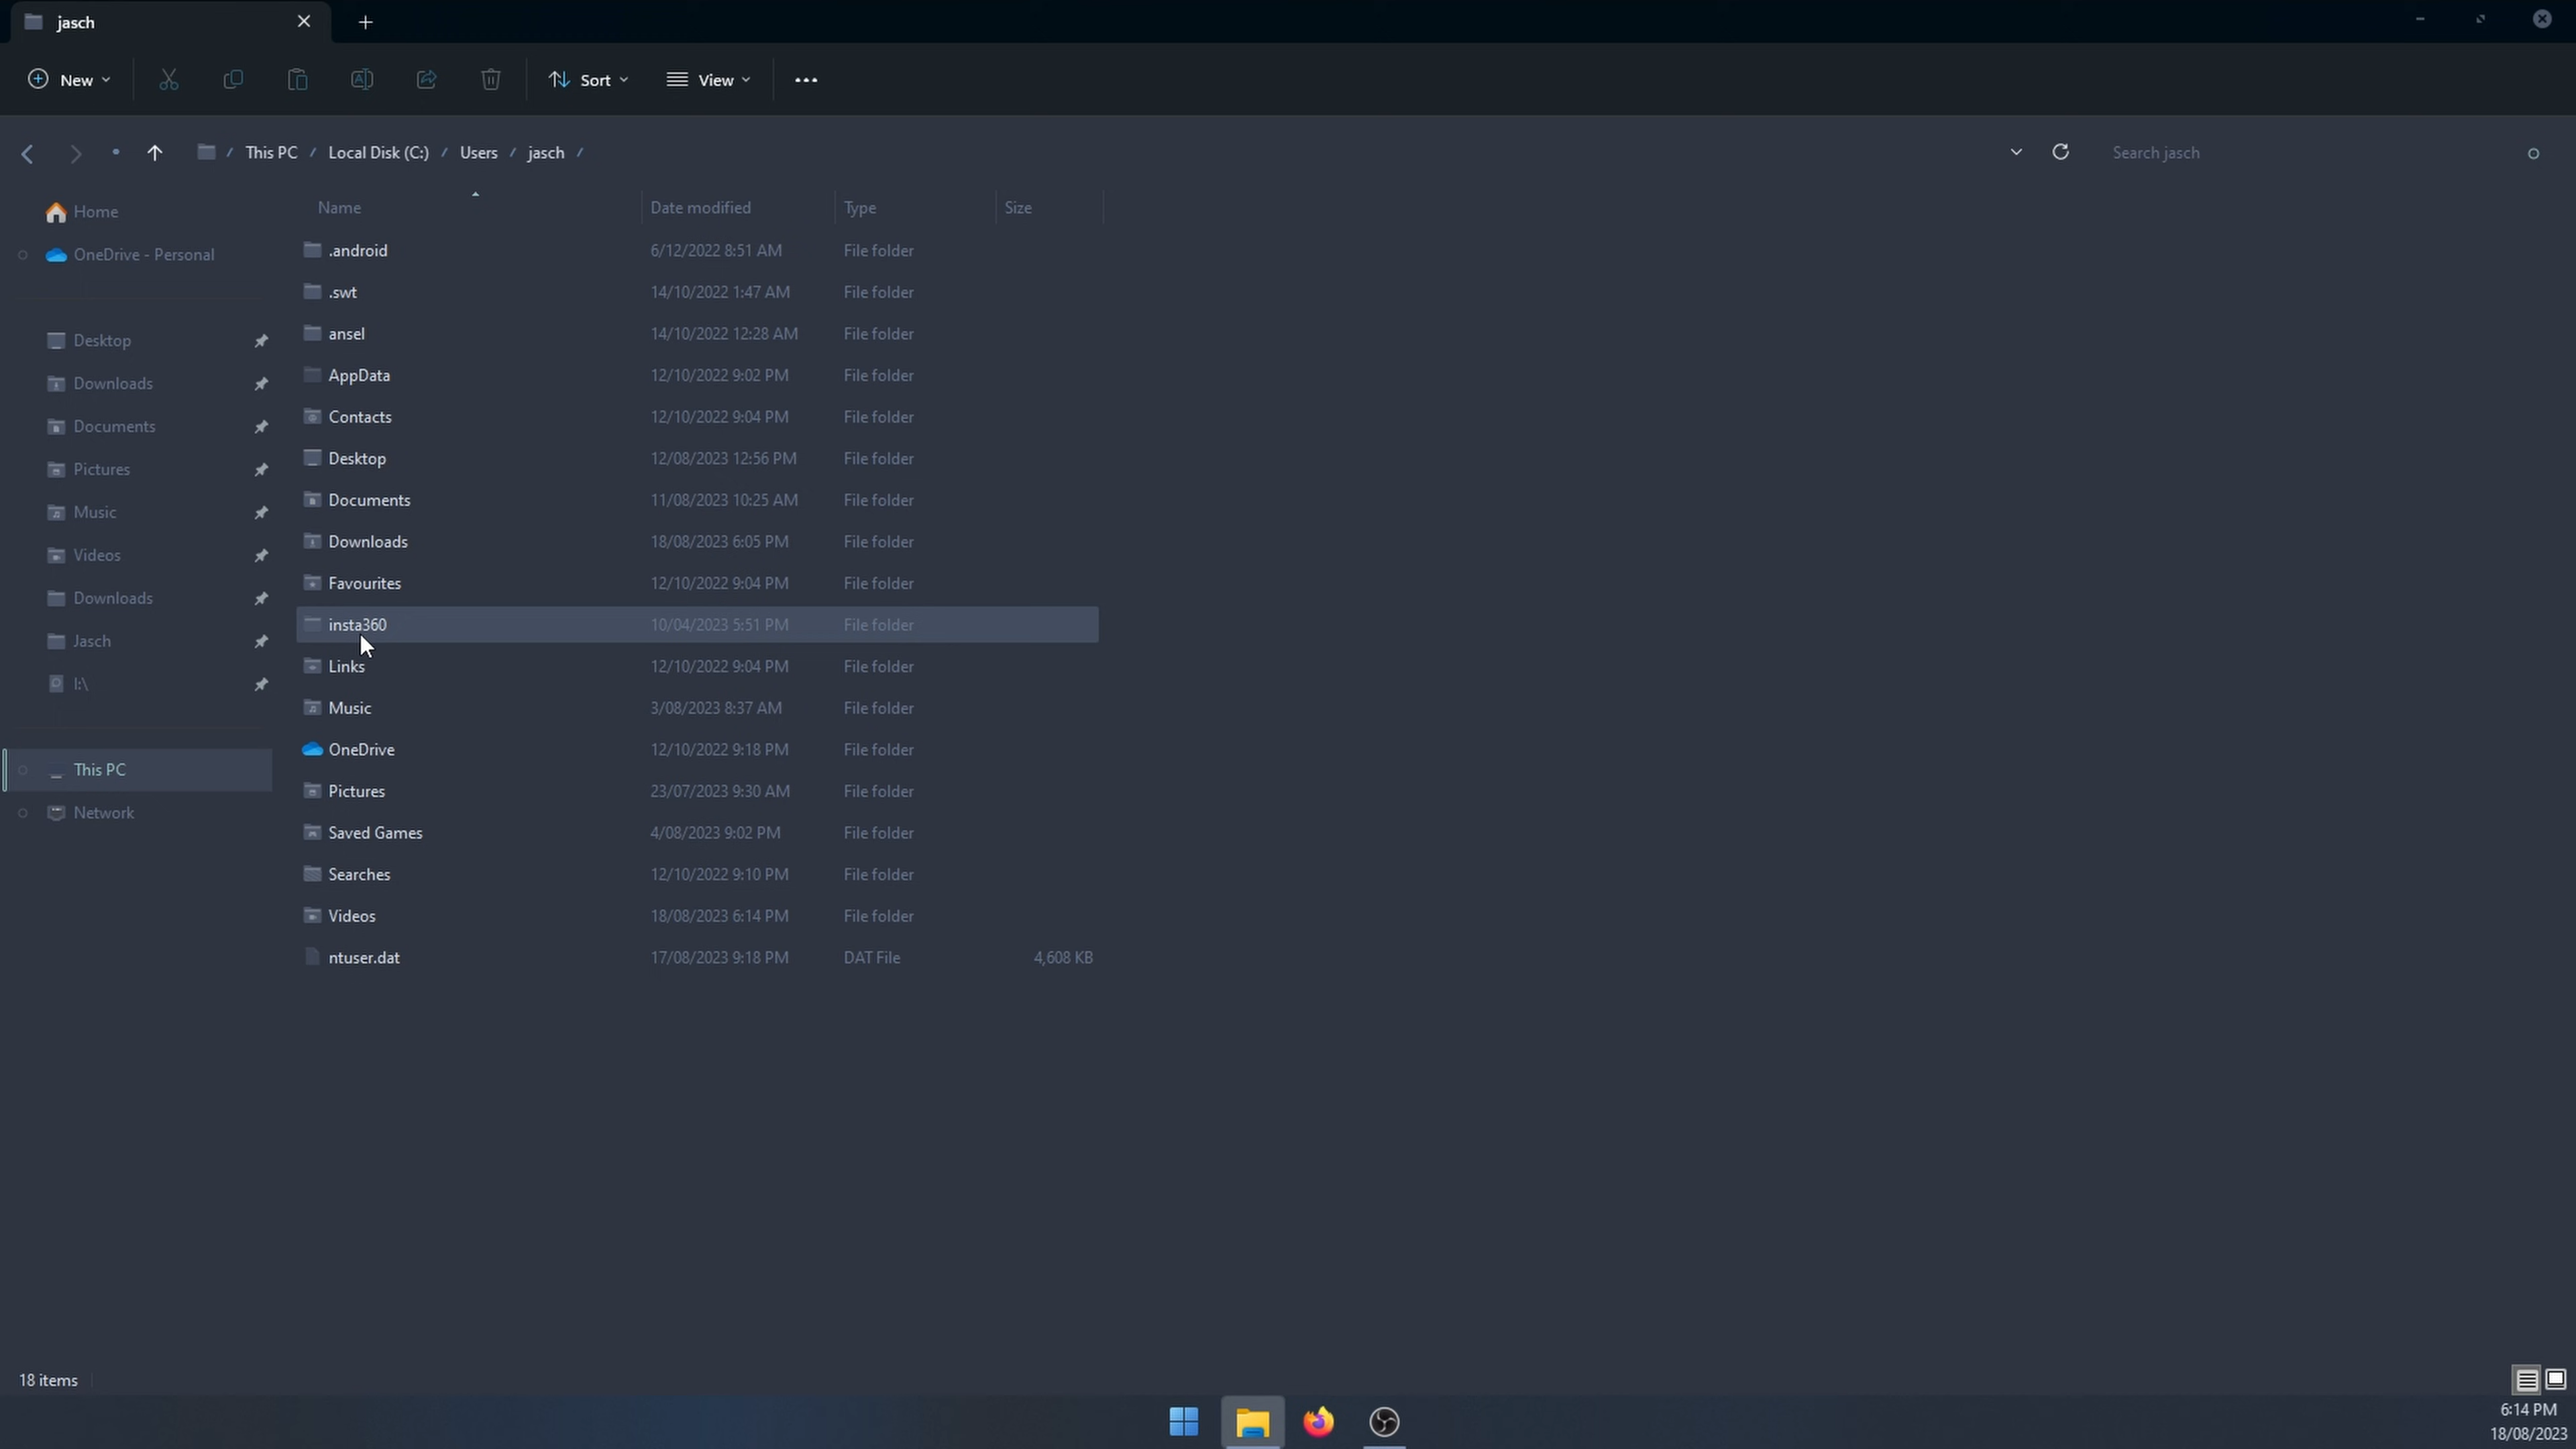 jasch
New
Sort
View
This PC / Local Disk (C:) / Users / jasch /
Search jasch
Home
OneDrive - Personal
Desktop
Downloads
Documents
Pictures
Music
Videos
Downloads
Jasch
I:\
This PC
Network
Name Date modified Type Size
.android 6/12/2022 8:51 AM File folder
.swt 14/10/2022 1:47 AM File folder
ansel 14/10/2022 12:28 AM File folder
AppData 12/10/2022 9:02 PM File folder
Contacts 12/10/2022 9:04 PM File folder
Desktop 12/08/2023 12:56 PM File folder
Documents 11/08/2023 10:25 AM File folder
Downloads 18/08/2023 6:05 PM File folder
Favourites 12/10/2022 9:04 PM File folder
insta360 10/04/2023 5:51 PM File folder
Links 12/10/2022 9:04 PM File folder
Music 3/08/2023 8:37 AM File folder
OneDrive 12/10/2022 9:18 PM File folder
Pictures 23/07/2023 9:30 AM File folder
Saved Games 4/08/2023 9:02 PM File folder
Searches 12/10/2022 9:10 PM File folder
Videos 18/08/2023 6:14 PM File folder
ntuser.dat 17/08/2023 9:18 PM DAT File 4,608 KB
18 items
6:14 PM
18/08/2023